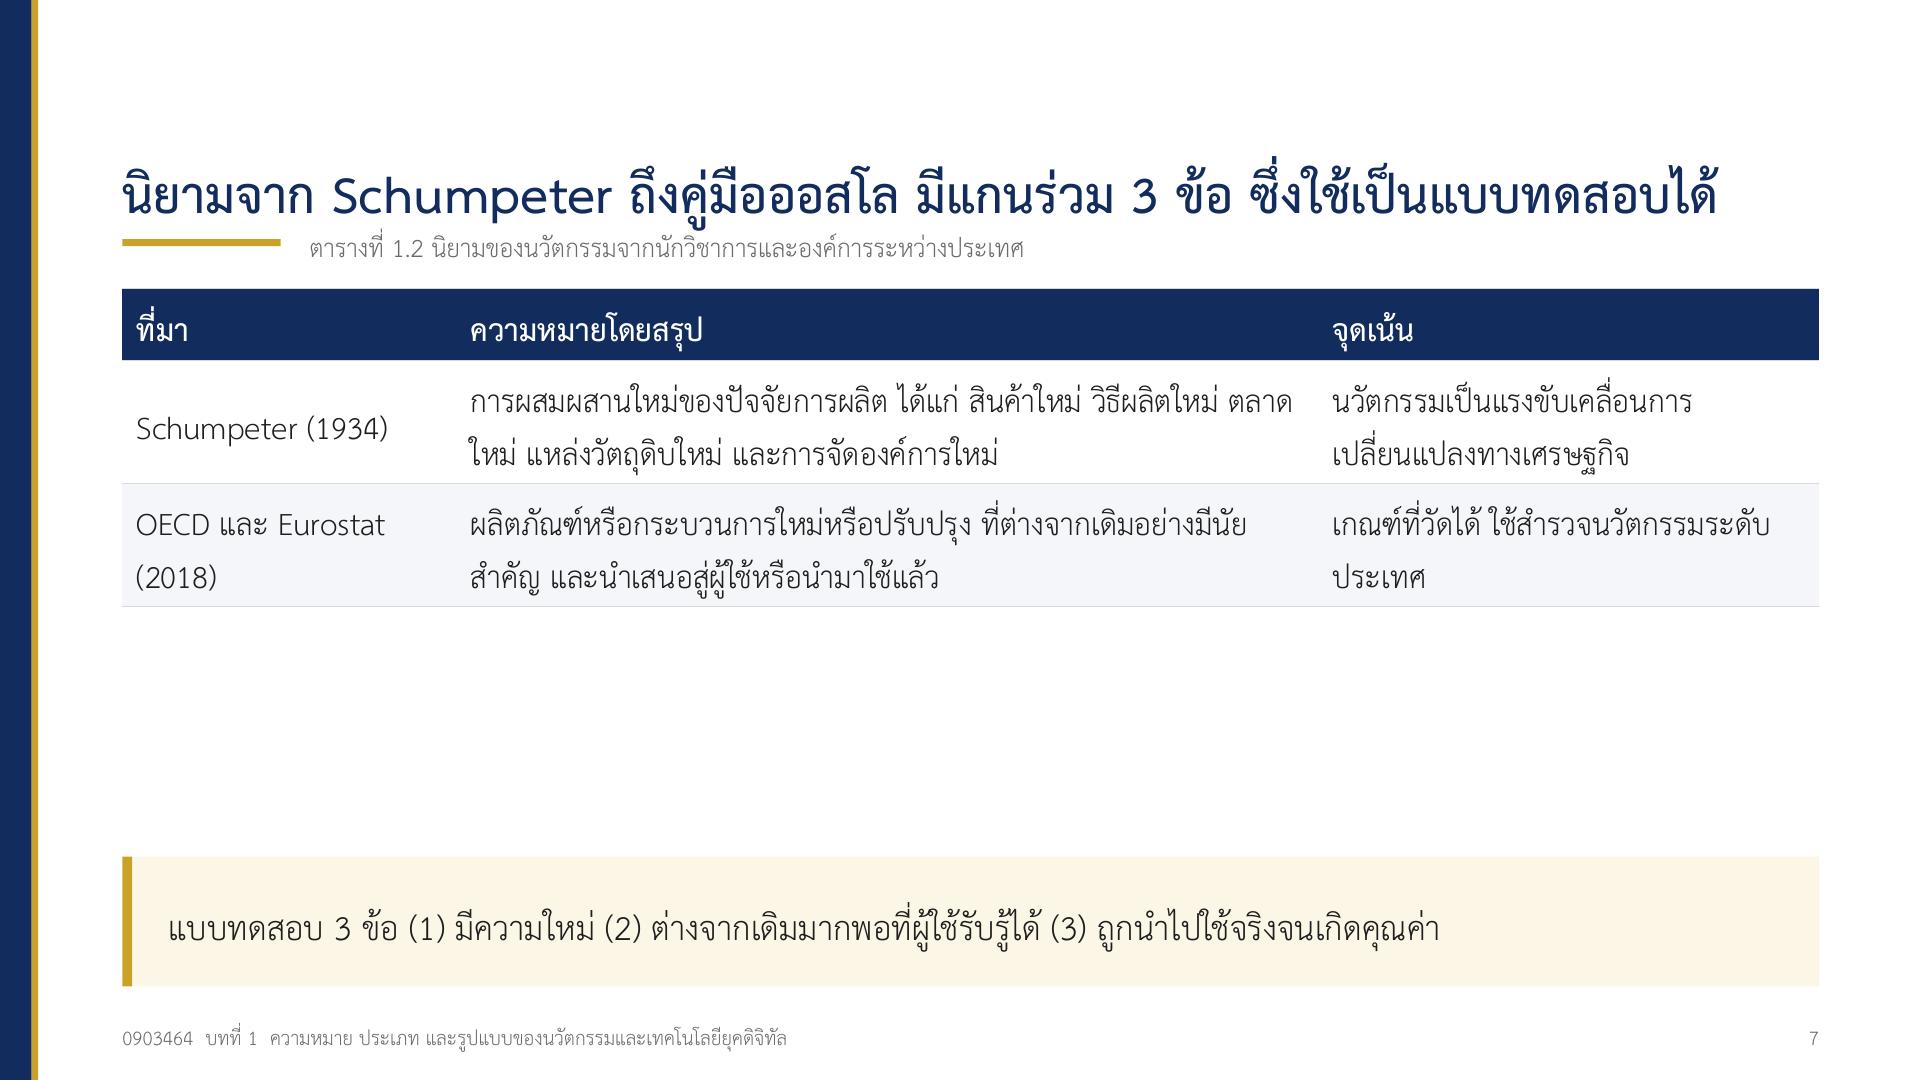 นิยามจาก Schumpeter ถึงคู่มือออสโล มีแกนร่วม 3 ข้อ ซึ่งใช้เป็นแบบทดสอบได้
ตารางที่ 1.2 นิยามของนวัตกรรมจากนักวิชาการและองค์การระหว่างประเทศ
ที่มา ความหมายโดยสรุป จุดเน้น
Schumpeter (1934)
การผสมผสานใหม่ของปัจจัยการผลิต ได้แก่ สินค้าใหม่ วิธีผลิตใหม่ ตลาด
ใหม่ แหล่งวัตถุดิบใหม่ และการจัดองค์การใหม่
นวัตกรรมเป็นแรงขับเคลื่อนการ
เปลี่ยนแปลงทางเศรษฐกิจ
OECD และ Eurostat
(2018)
ผลิตภัณฑ์หรือกระบวนการใหม่หรือปรับปรุง ที่ต่างจากเดิมอย่างมีนัย
สำคัญ และนำเสนอสู่ผู้ใช้หรือนำมาใช้แล้ว
เกณฑ์ที่วัดได้ ใช้สำรวจนวัตกรรมระดับ
ประเทศ
แบบทดสอบ 3 ข้อ (1) มีความใหม่ (2) ต่างจากเดิมมากพอที่ผู้ใช้รับรู้ได้ (3) ถูกนำไปใช้จริงจนเกิดคุณค่า
0903464 บทที่ 1 ความหมาย ประเภท และรูปแบบของนวัตกรรมและเทคโนโลยียุคดิจิทัล
7